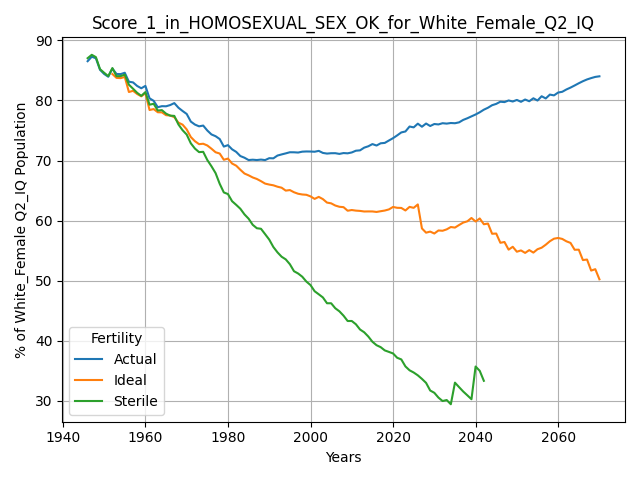 Score_1_in_HOMOSEXUAL_SEX_OK_for_White_Female_Q2_IQ
% of White_Female Q2_IQ Population
90
80
70
60
50
40
30
Fertility
Actual
Ideal
Sterile
1940 1960 1980 2000 2020 2040 2060
Years